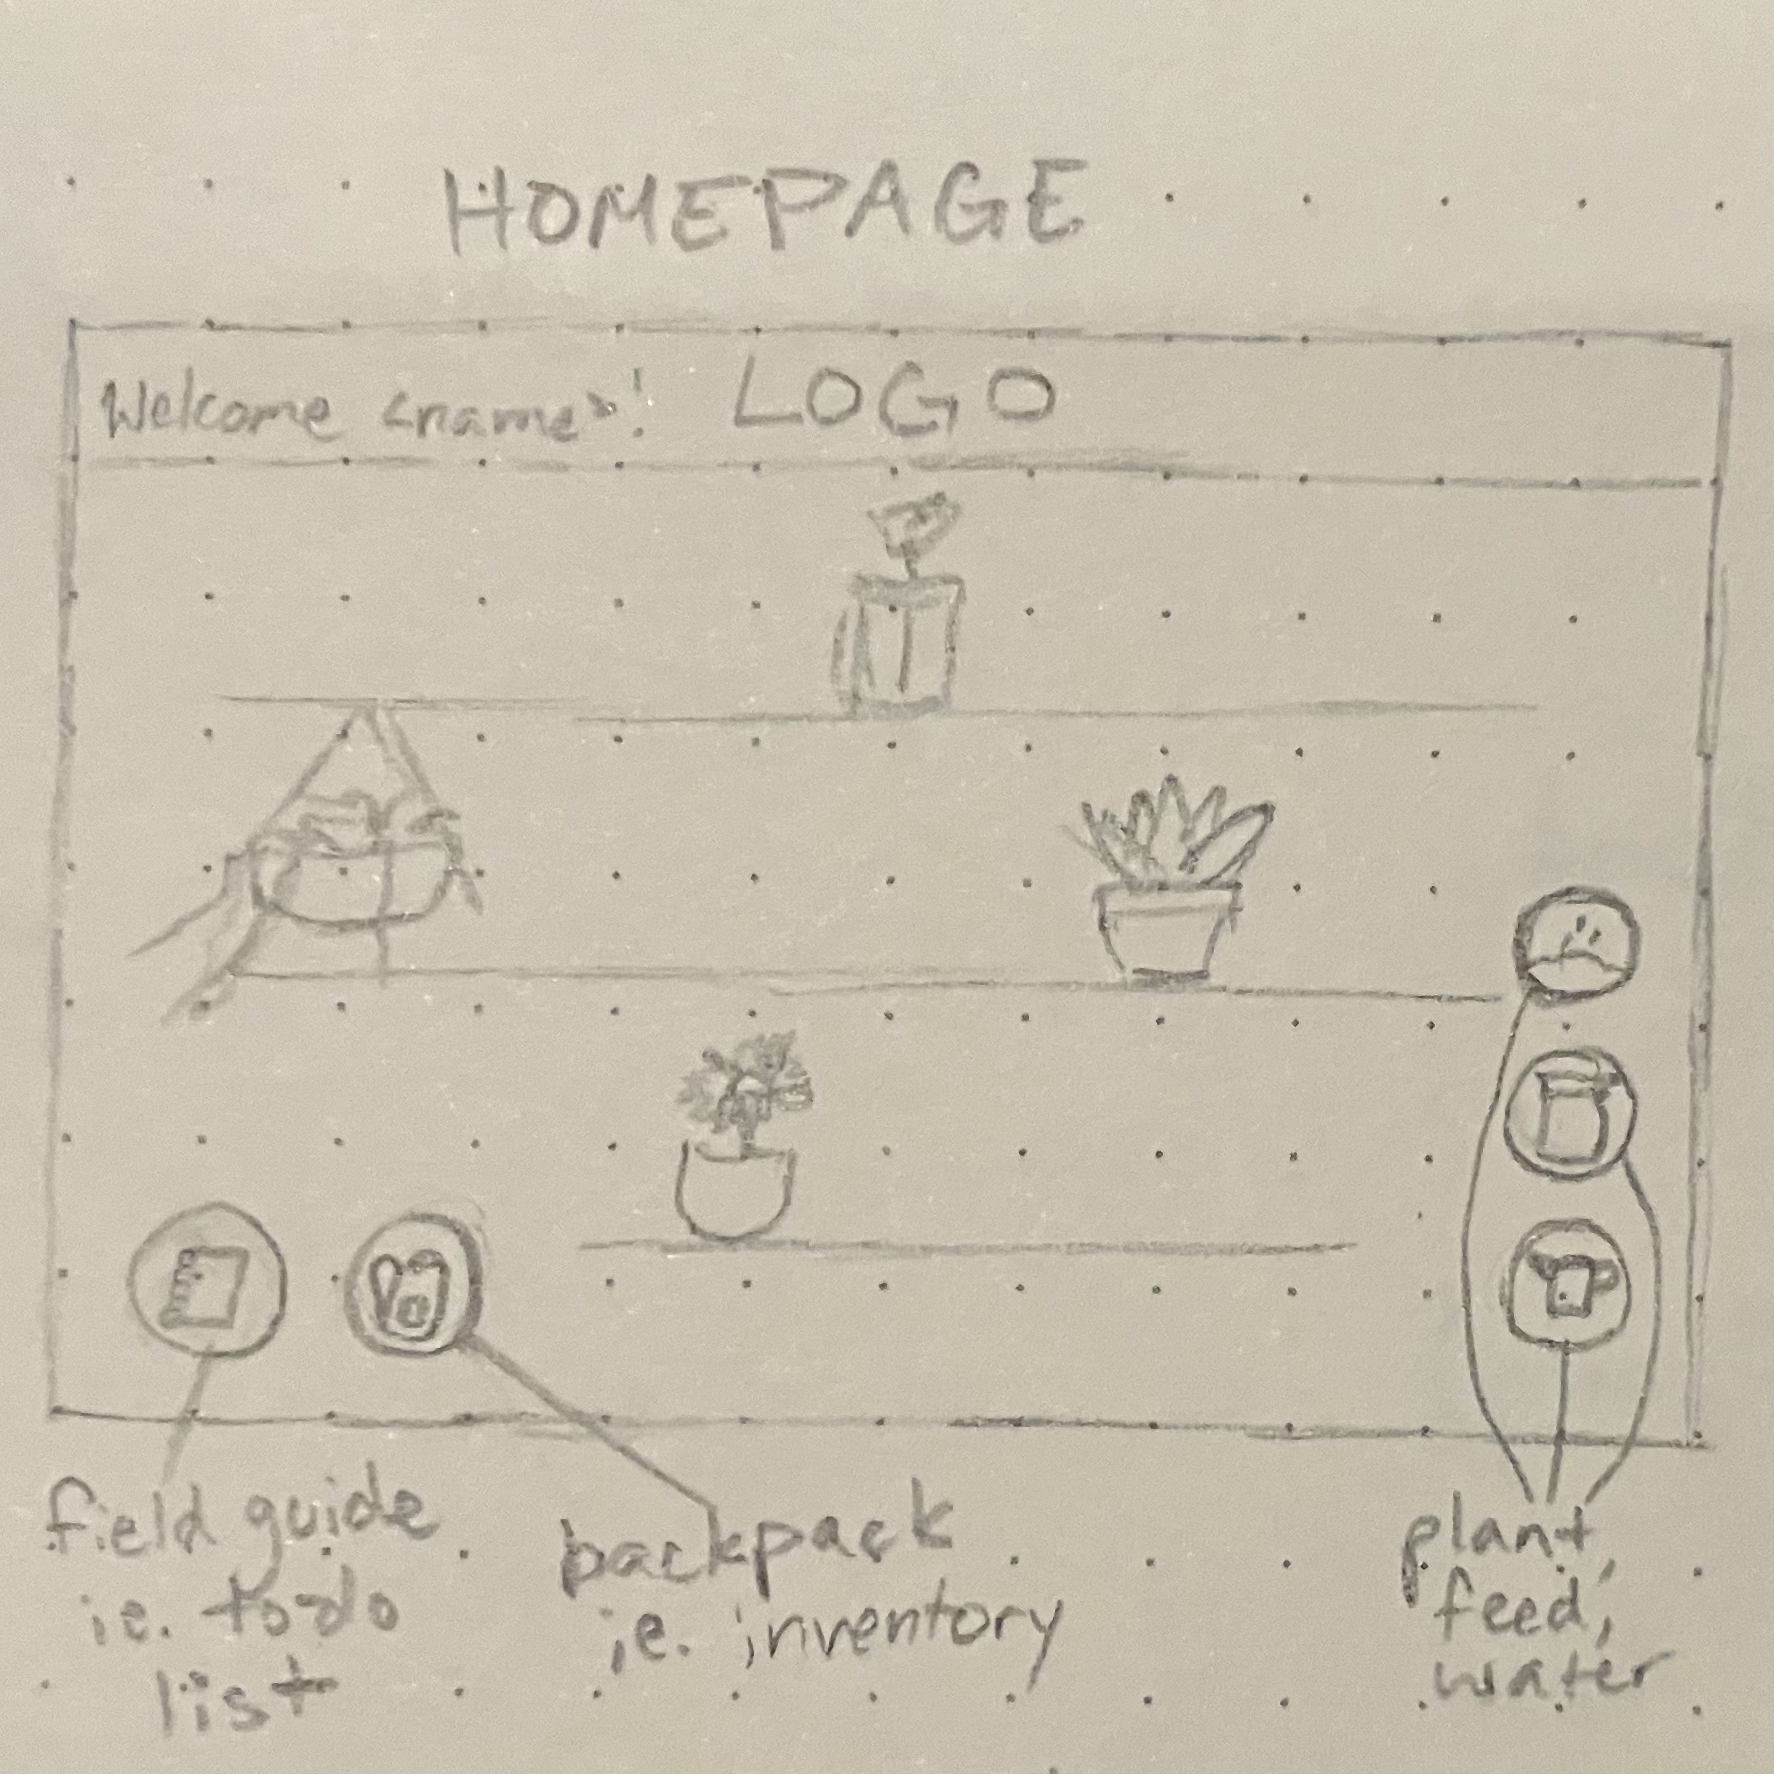 HOMEPAGE
Welcome <name>! LOGO
field guide
ie. todo
list
backpack
ie. inventory
plant,
feed,
water